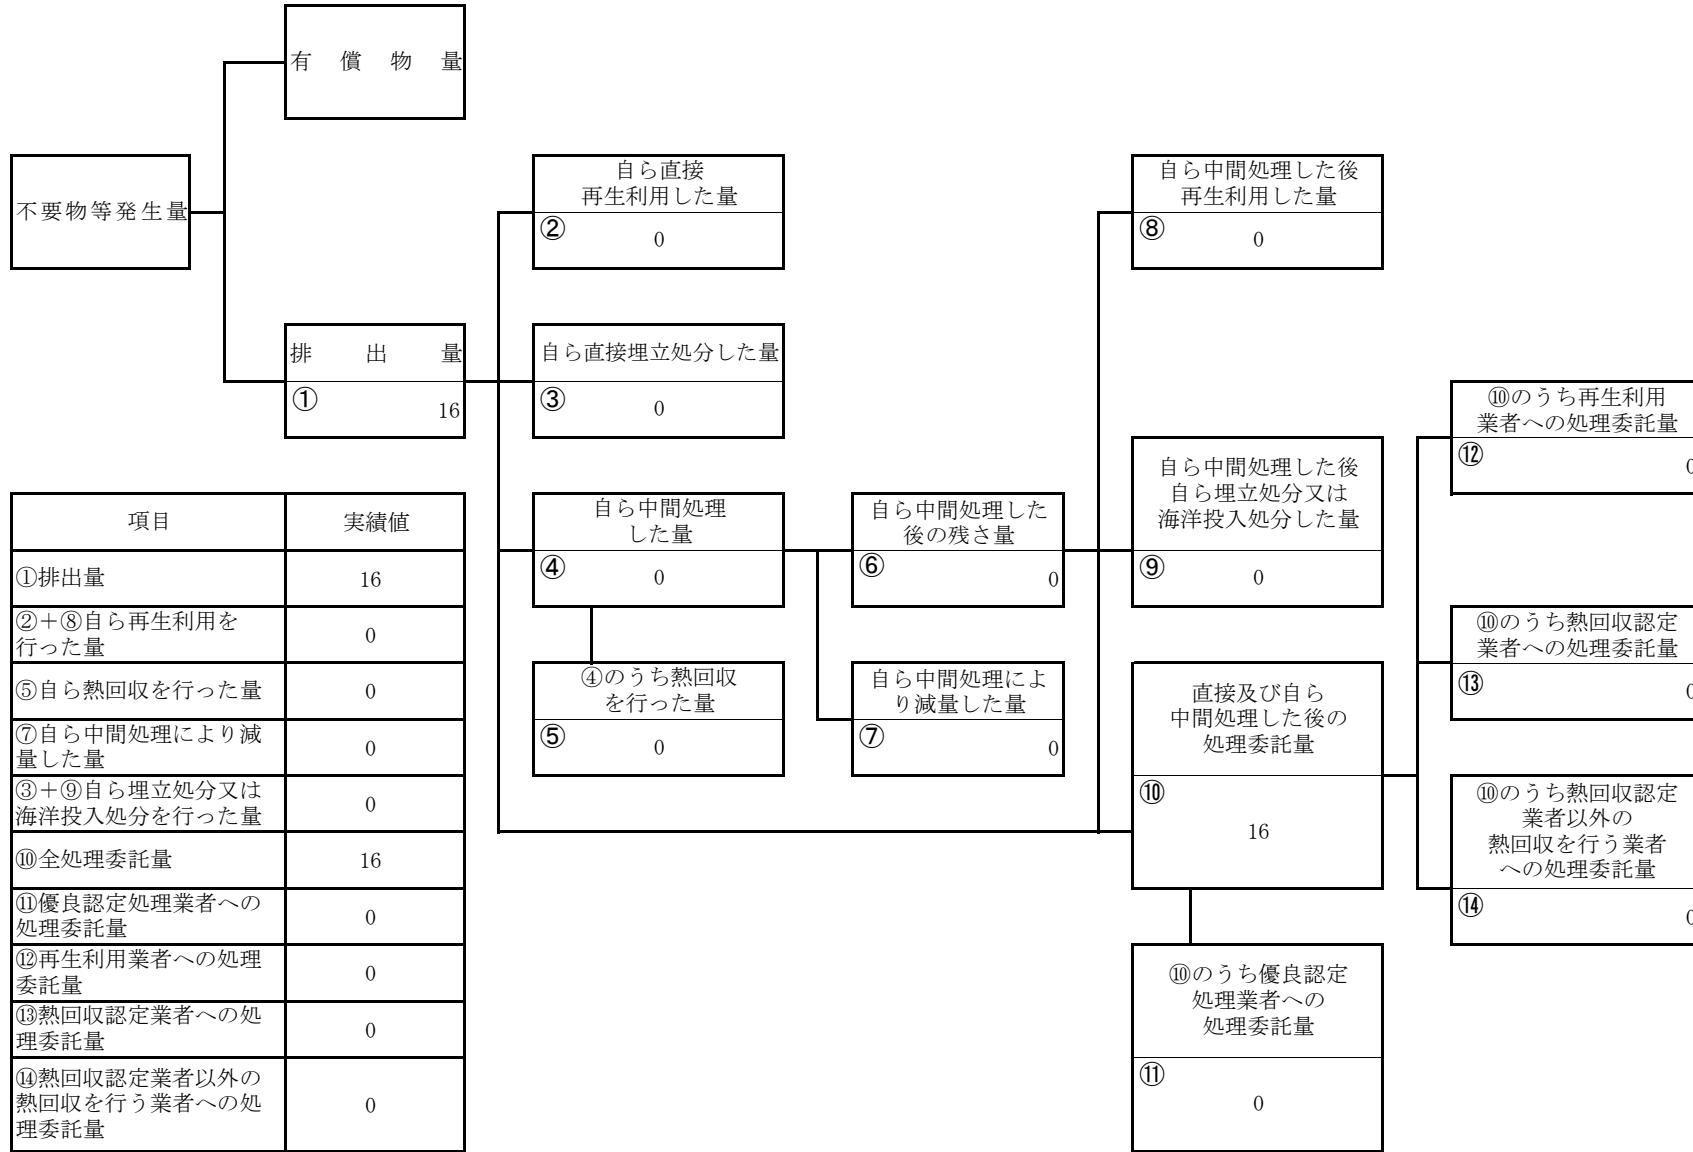 有償物量
不要物等発生量
自ら直接
再生利用した量
②
0
自ら中間処理した後
再生利用した量
⑧
0
排出量
①
16
自ら直接埋立処分した量
③
0
⑩のうち再生利用
業者への処理委託量
⑫
0
自ら中間処理した後
自ら埋立処分又は
海洋投入処分した量
⑨
0
自ら中間処理
した量
④
0
自ら中間処理した
後の残さ量
⑥
0
⑩のうち熱回収認定
業者への処理委託量
⑬
0
④のうち熱回収
を行った量
⑤
0
自ら中間処理によ
り減量した量
⑦
0
直接及び自ら
中間処理した後の
処理委託量
⑩
16
⑩のうち熱回収認定
業者以外の
熱回収を行う業者
への処理委託量
⑭
0
⑩のうち優良認定
処理業者への
処理委託量
⑪
0
項目 実績値
①排出量 16
②＋⑧自ら再生利用を
行った量 0
⑤自ら熱回収を行った量 0
⑦自ら中間処理により減
量した量 0
③＋⑨自ら埋立処分又は
海洋投入処分を行った量 0
⑩全処理委託量 16
⑪優良認定処理業者への
処理委託量 0
⑫再生利用業者への処理
委託量 0
⑬熱回収認定業者への処
理委託量 0
⑭熱回収認定業者以外の
熱回収を行う業者への処
理委託量 0